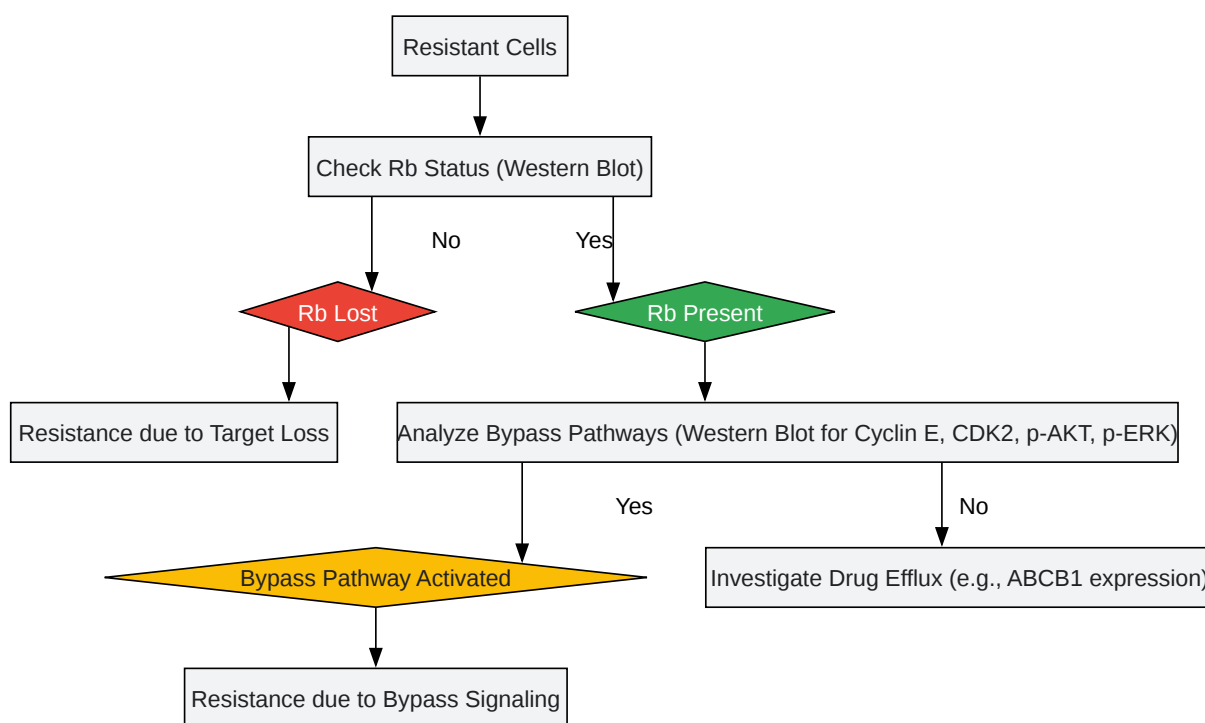 Resistant Cells
Check Rb Status (Western Blot)
No
Yes
Rb Lost
Rb Present
Resistance due to Target Loss
Analyze Bypass Pathways (Western Blot for Cyclin E, CDK2, p-AKT, p-ERK)
Yes
No
Bypass Pathway Activated
Investigate Drug Efflux (e.g., ABCB1 expression)
Resistance due to Bypass Signaling